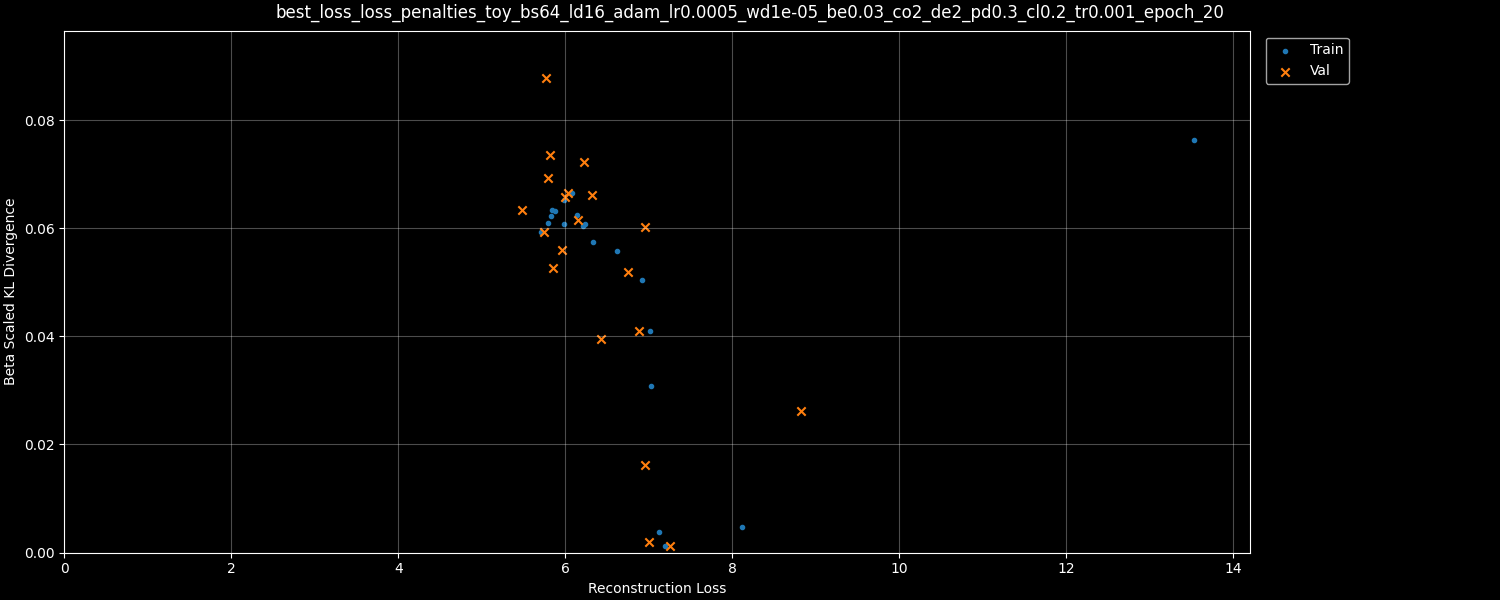 best_loss_loss_penalties_toy_bs64_ld16_adam_lr0.0005_wd1e-05_be0.03_co2_de2_pd0.3_cl0.2_tr0.001_epoch_20
Train
Val
Beta Scaled KL Divergence
0.08
0.06
0.04
0.02
0.00
0 2 4 6 8 10 12 14
Reconstruction Loss